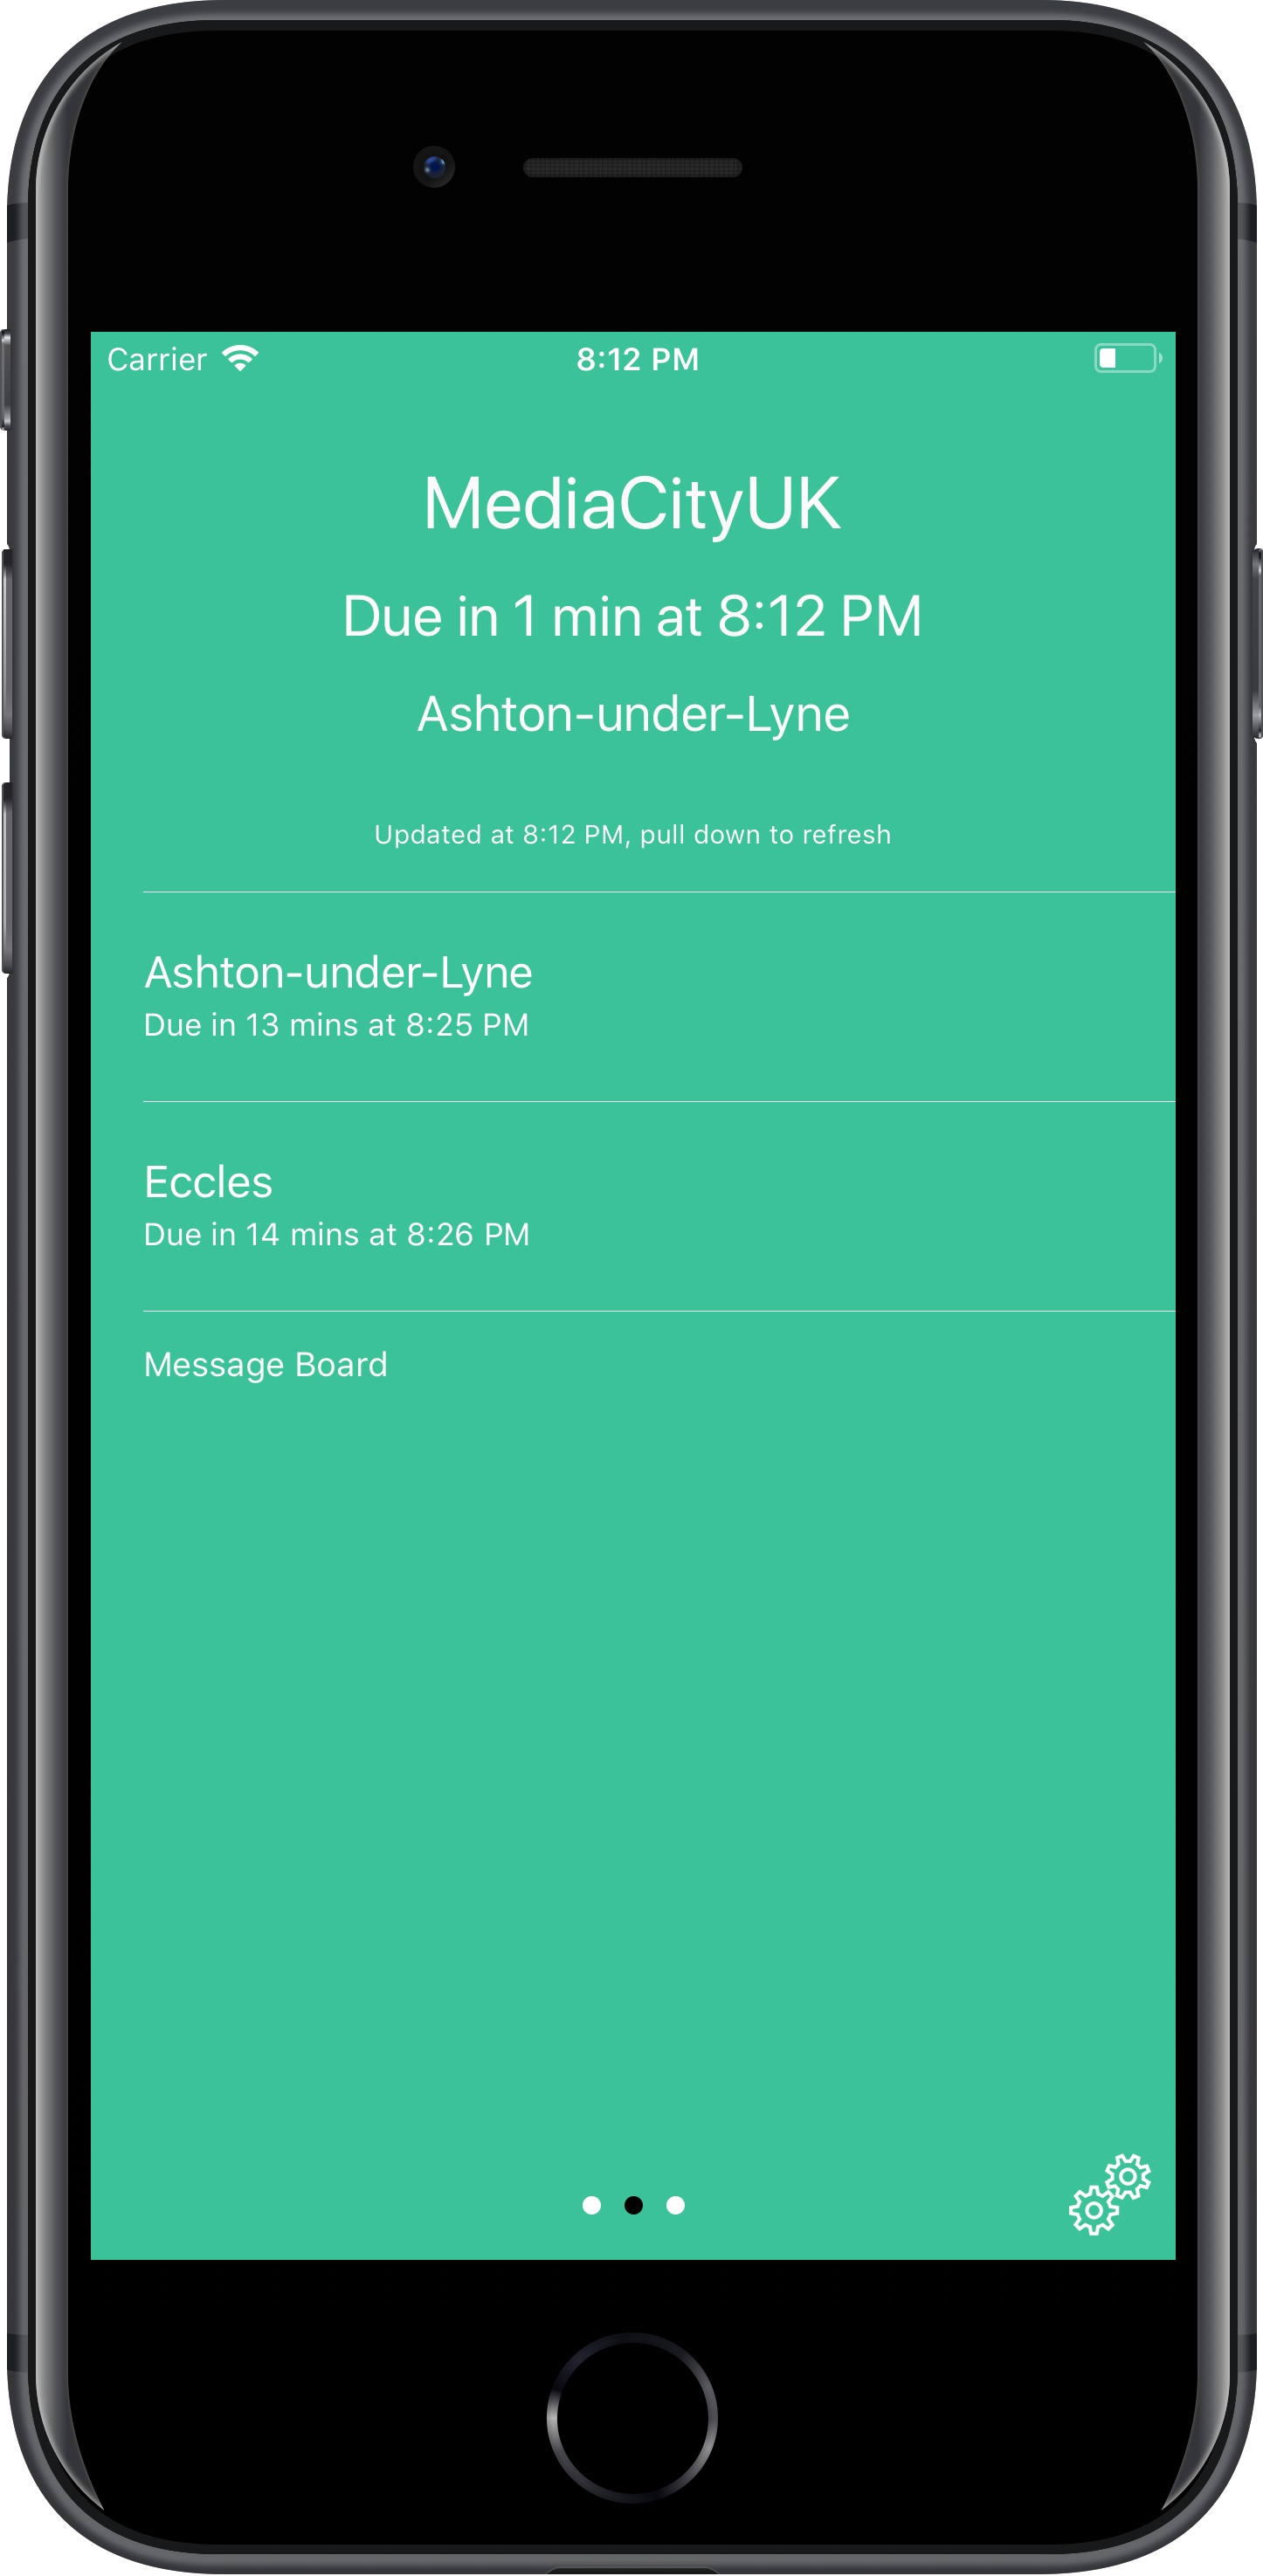 Carrier 8:12 PM
MediaCityUK
Due in 1 min at 8:12 PM
Ashton-under-Lyne
Updated at 8:12 PM, pull down to refresh
Ashton-under-Lyne
Due in 13 mins at 8:25 PM
Eccles
Due in 14 mins at 8:26 PM
Message Board